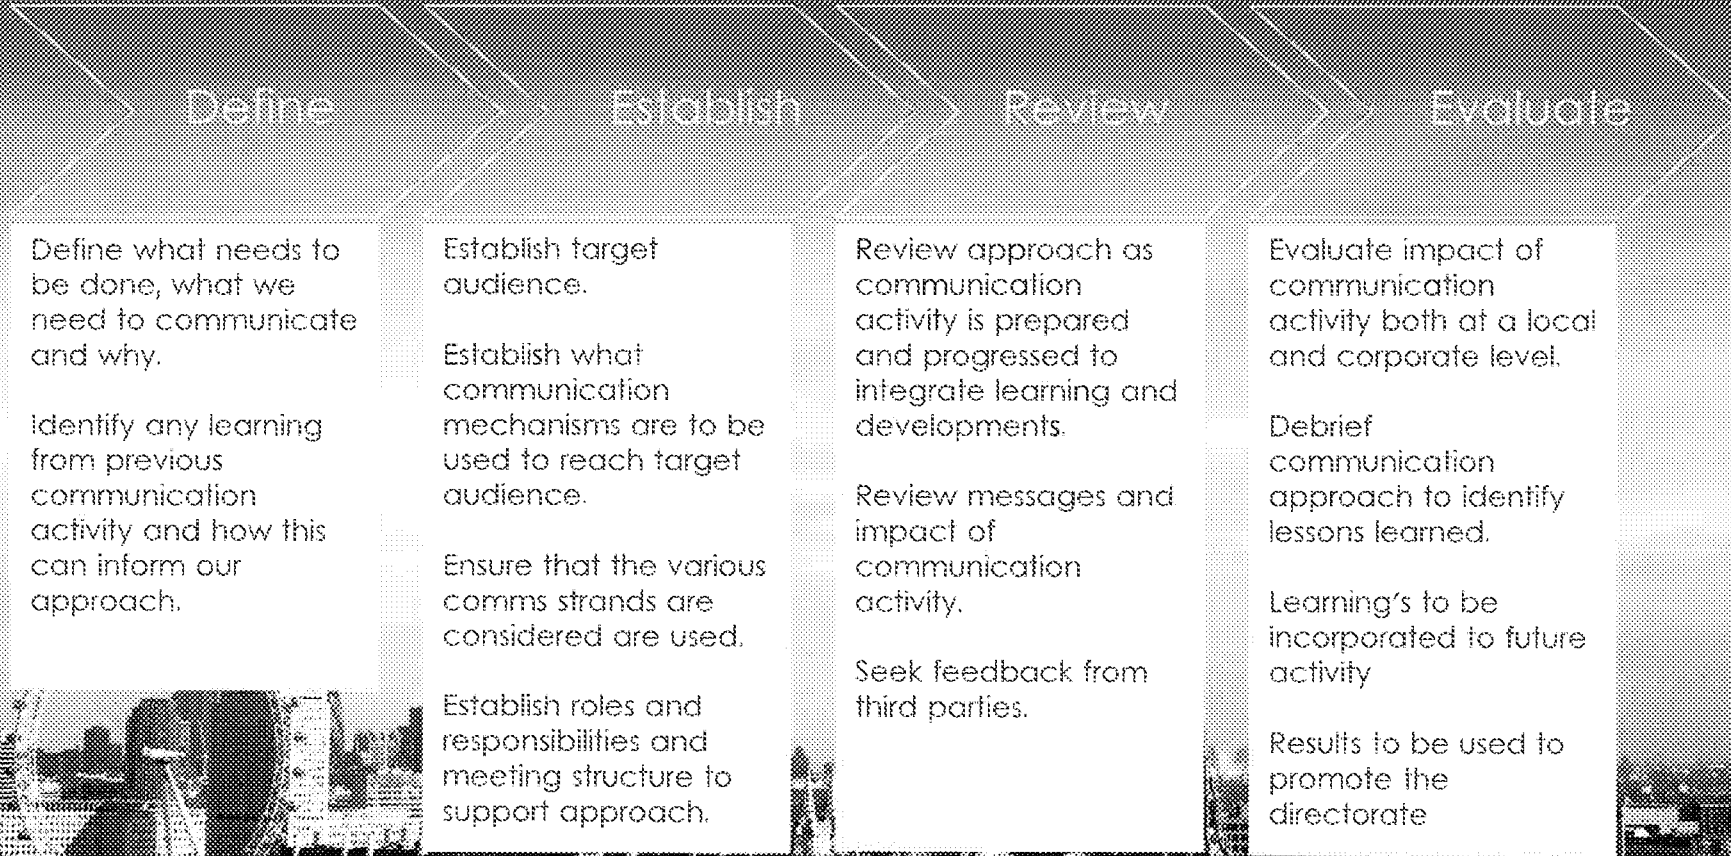 Define
Establish
Review
Evaluate
Define what needs to
be done, what we
need to communicate
and why.
Identify any learning
from previous
communication
activity and how this
can inform our
approach.
Establish target
audience.
Establish what
communication
mechanisms are to be
used to reach target
audience.
Ensure that the various
comms strands are
considered are used.
Establish roles and
responsibilities and
meeting structure to
support approach.
Review approach as
communication
activity is prepared
and progressed to
integrate learning and
developments.
Review messages and
impact of
communication
activity.
Seek feedback from
third parties.
Evaluate impact of
communication
activity both at a local
and corporate level.
Debrief
communication
approach to identify
lessons learned.
Learning's to be
incorporated to future
activity
Results to be used to
promote the
directorate